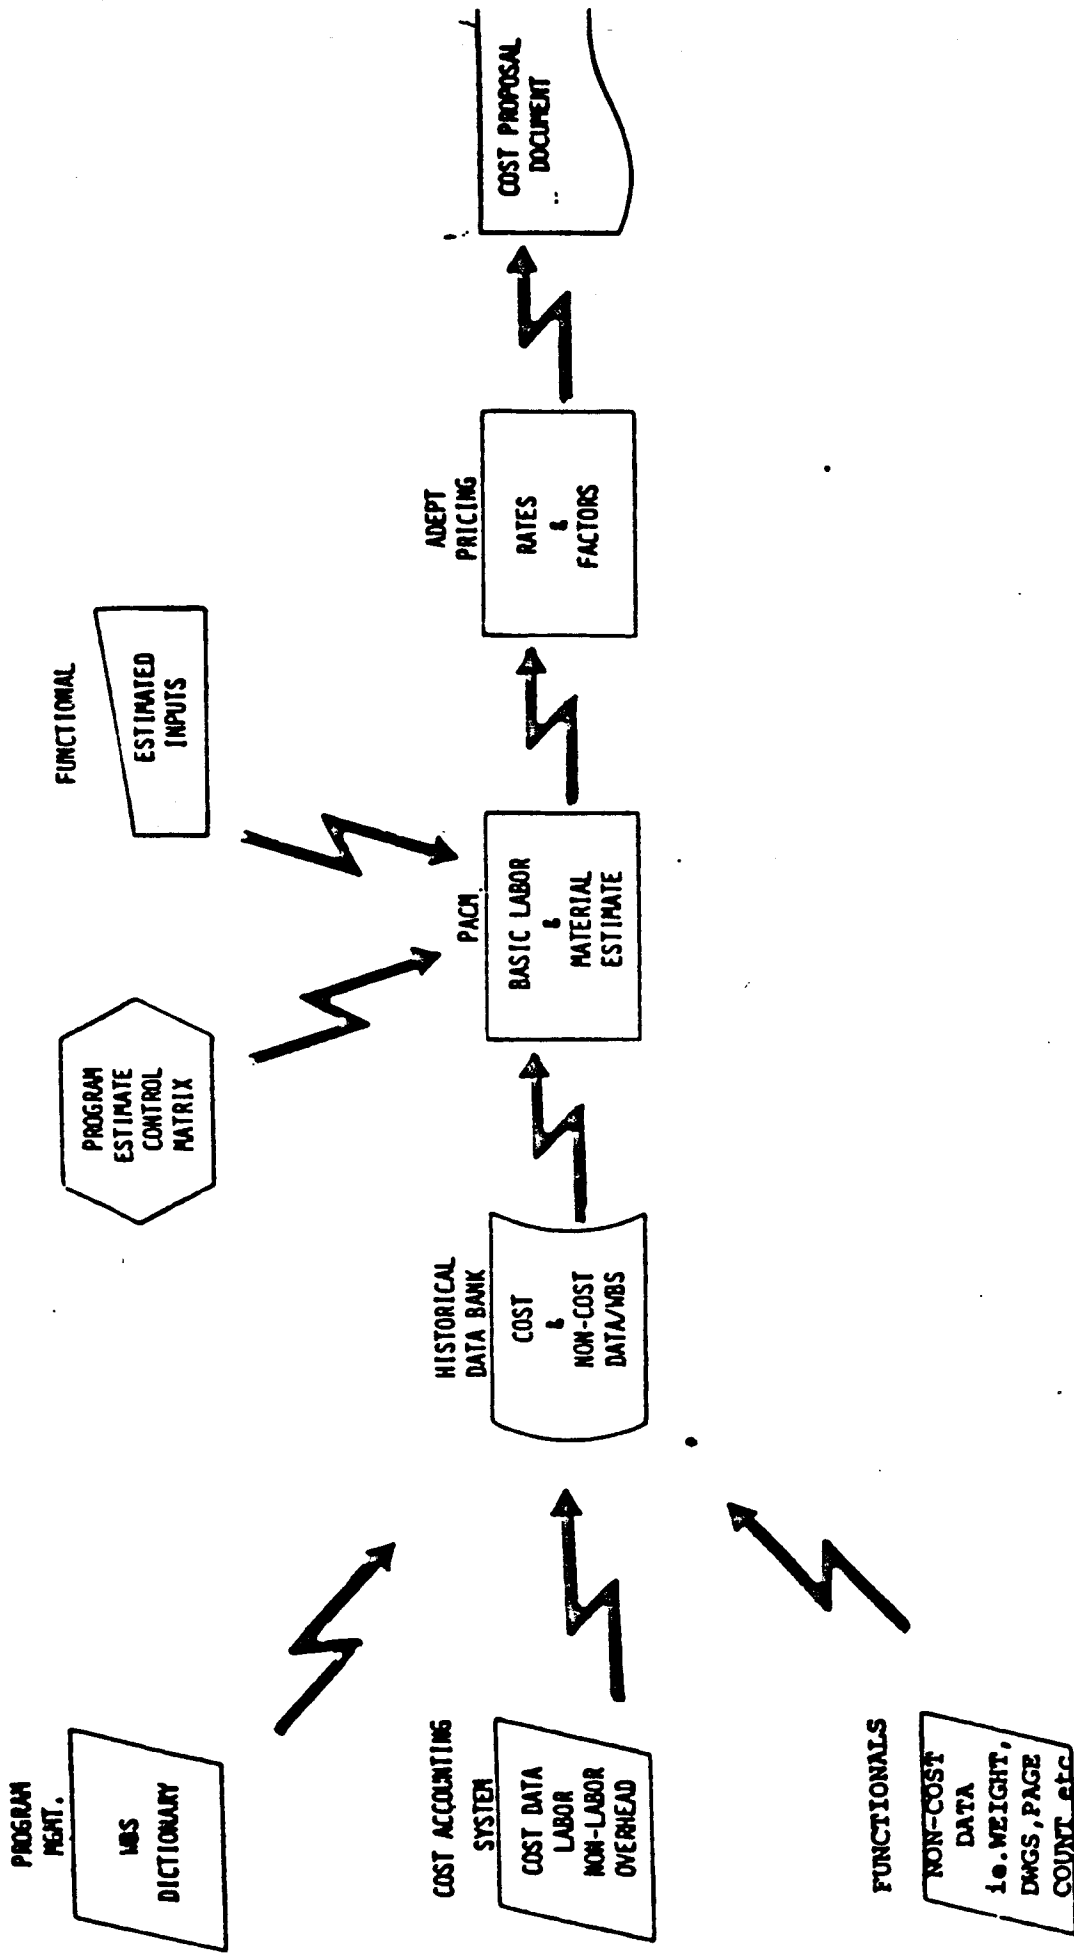 PROGRAM
MGMT.
WBS
DICTIONARY
COST ACCOUNTING
SYSTEM
COST DATA
LABOR
NON-LABOR
OVERHEAD
FUNCTIONALS
NON-COST
DATA
ie.WEIGHT,
DWGS,PAGE
COUNT etc
HISTORICAL
DATA BANK
COST
&
NON-COST
DATA/WBS
PROGRAM
ESTIMATE
CONTROL
MATRIX
FUNCTIONAL
ESTIMATED
INPUTS
PACM
BASIC LABOR
&
MATERIAL
ESTIMATE
ADEPT
PRICING
RATES
&
FACTORS
COST PROPOSAL
DOCUMENT